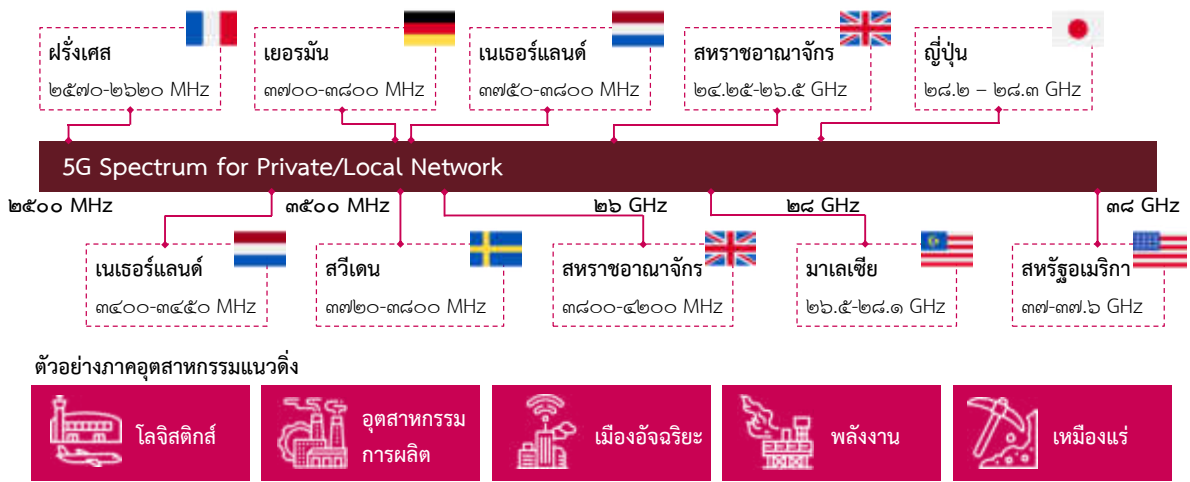 ฝรั่งเศส
๒๕๗๐-๒๖๒๐ MHz
เยอรมัน
๓๗๐๐-๓๘๐๐ MHz
เนเธอร์แลนด์
๓๗๕๐-๓๘๐๐ MHz
สหราชอาณาจักร
๒๔.๒๕-๒๖.๕ GHz
ญี่ปุ่น
๒๘.๒ – ๒๘.๓ GHz
5G Spectrum for Private/Local Network
๒๕๐๐ MHz
๓๕๐๐ MHz
๒๖ GHz
๒๘ GHz
๓๘ GHz
เนเธอร์แลนด์
๓๔๐๐-๓๔๕๐ MHz
สวีเดน
๓๗๒๐-๓๘๐๐ MHz
สหราชอาณาจักร
๓๘๐๐-๔๒๐๐ MHz
มาเลเซีย
๒๖.๕-๒๘.๑ GHz
สหรัฐอเมริกา
๓๗-๓๗.๖ GHz
ตัวอย่างภาคอุตสาหกรรมแนวดิ่ง
โลจิสติกส์
อุตสาหกรรม
การผลิต
เมืองอัจฉริยะ
พลังงาน
เหมืองแร่